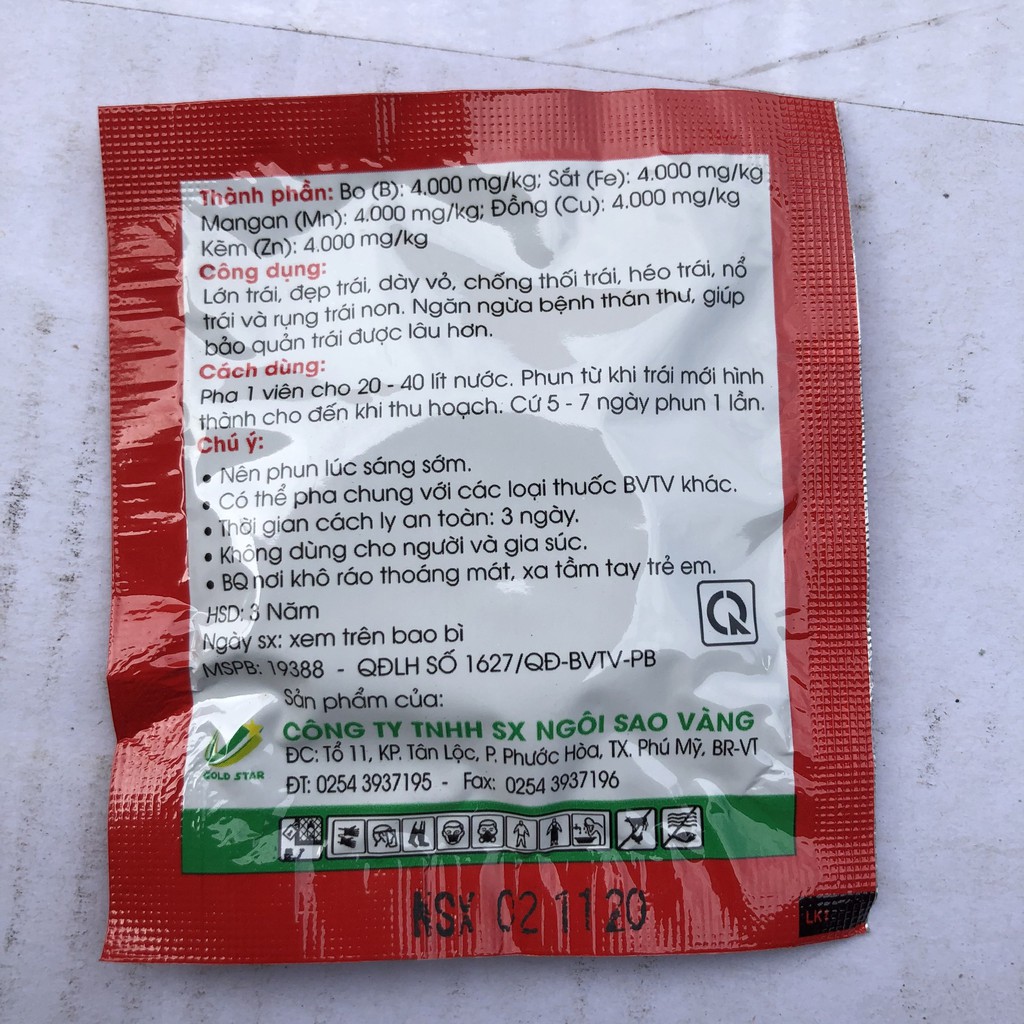 Thành phần: Bo (B): 4.000 mg/kg; Sắt (Fe): 4.000 mg/kg
Mangan (Mn): 4.000 mg/kg; Đồng (Cu): 4.000 mg/kg
Kẽm (Zn): 4.000 mg/kg
Công dụng:
Lớn trái, đẹp trái, dày vỏ, chống thối trái, héo trái, nổ
trái và rụng trái non. Ngăn ngừa bệnh thán thư, giúp
bảo quản trái được lâu hơn.
Cách dùng:
Pha 1 viên cho 20 - 40 lít nước. Phun từ khi trái mới hình
thành cho đến khi thu hoạch. Cứ 5 - 7 ngày phun 1 lần.
Chú ý:
• Nên phun lúc sáng sớm.
• Có thể pha chung với các loại thuốc BVTV khác.
• Thời gian cách ly an toàn: 3 ngày.
• Không dùng cho người và gia súc.
• BQ nơi khô ráo thoáng mát, xa tầm tay trẻ em.
HSD: 3 Năm
Ngày sx: xem trên bao bì
MSPB: 19388 - QĐLH SỐ 1627/QĐ-BVTV-PB
Sản phẩm của:
CÔNG TY TNHH SX NGÔI SAO VÀNG
ĐC: Tổ 11, KP. Tân Lộc, P. Phước Hòa, TX. Phú Mỹ, BR-VT
GOLD STAR
ĐT: 0254 3937195 - Fax: 0254 3937196
NSX 02 11 20
LK: